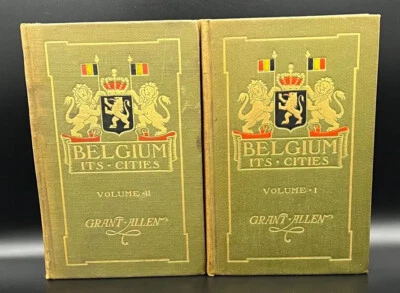 BELGIUM
ITS · CITIES
VOLUME · II
GRANT · ALLEN
BELGIUM
ITS · CITIES
VOLUME · I
GRANT · ALLEN